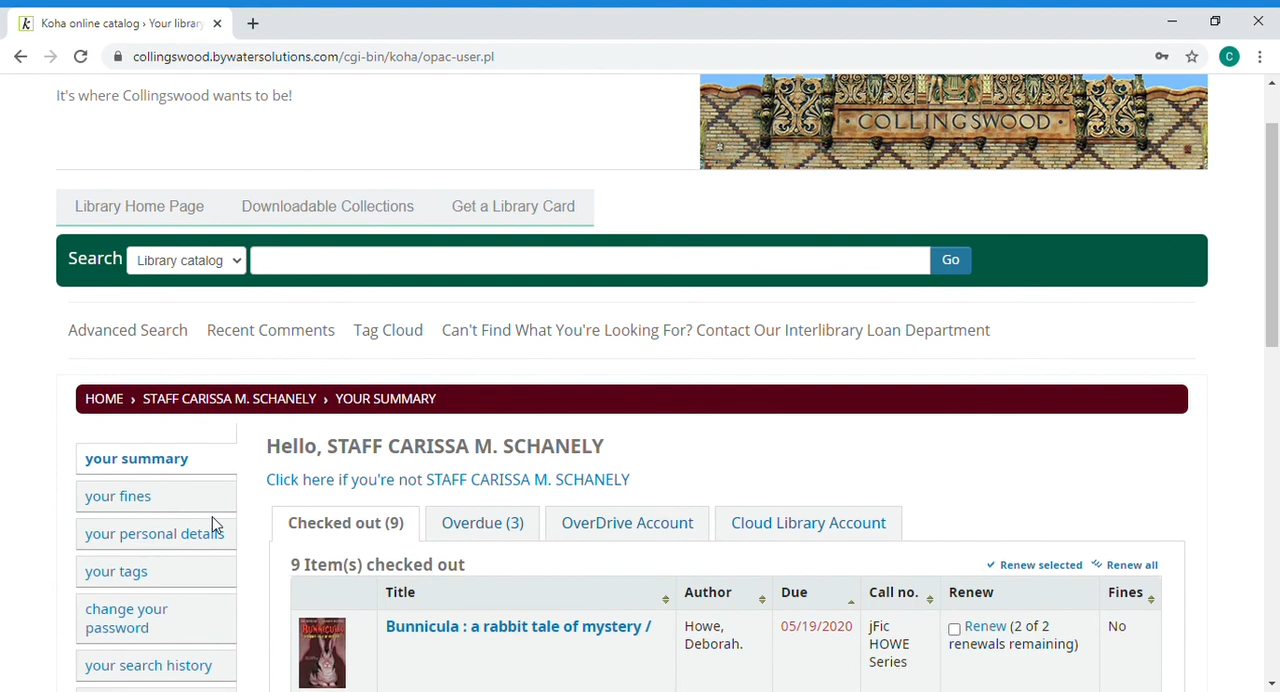 Koha online catalog › Your library
collingswood.bywatersolutions.com/cgi-bin/koha/opac-user.pl
C
It's where Collingswood wants to be!
· COLLINGSWOOD ·
Library Home Page Downloadable Collections Get a Library Card
Search Library catalog Go
Advanced Search Recent Comments Tag Cloud Can't Find What You're Looking For? Contact Our Interlibrary Loan Department
HOME › STAFF CARISSA M. SCHANELY › YOUR SUMMARY
your summary
your fines
your personal details
your tags
change your
password
your search history
Hello, STAFF CARISSA M. SCHANELY
Click here if you're not STAFF CARISSA M. SCHANELY
Checked out (9) Overdue (3) OverDrive Account Cloud Library Account
9 Item(s) checked out Renew selected Renew all
Title Author Due Call no. Renew Fines
BUNNICULA
Bunnicula : a rabbit tale of mystery / Howe, 05/19/2020 jFic Renew (2 of 2 No
Deborah. HOWE renewals remaining)
Series